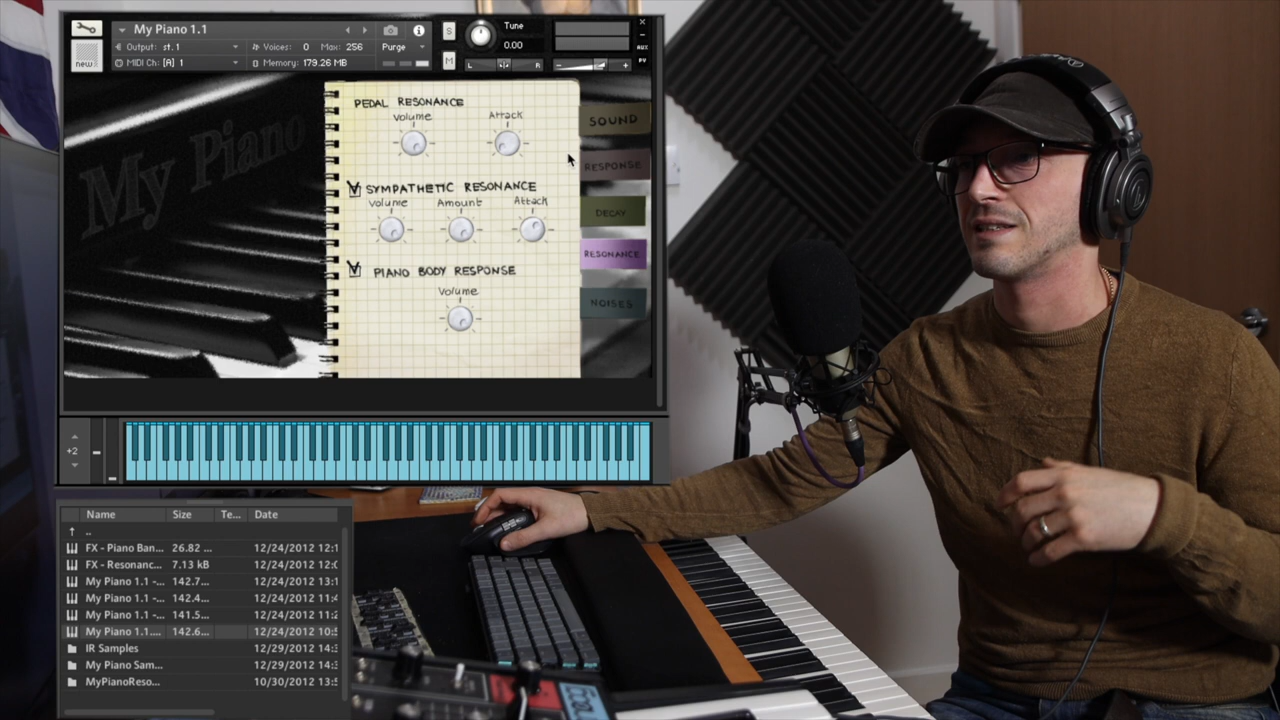 My Piano 1.1
Output: st.1 Voices: 0 Max: 256 Purge
MIDI Ch: [A] 1 Memory: 179.26 MB
new
S
M
Tune
0.00
L R
AUX
PV
My Piano
PEDAL RESONANCE
Volume Attack
SYMPATHETIC RESONANCE
Volume Amount Attack
PIANO BODY RESPONSE
Volume
SOUND
RESPONSE
DECAY
RESONANCE
NOISES
+2
Name Size Te... Date
..
FX - Piano Ban... 26.82 ... 12/24/2012 12:1
FX - Resonanc... 7.13 kB 12/24/2012 12:0
My Piano 1.1 -... 142.7... 12/24/2012 13:1
My Piano 1.1 -... 142.4... 12/24/2012 11:4
My Piano 1.1 -... 141.5... 12/24/2012 11:2
My Piano 1.1.... 142.6... 12/24/2012 10:5
IR Samples 12/29/2012 14:3
My Piano Sam... 12/29/2012 14:3
MyPianoReso... 10/30/2012 13:5